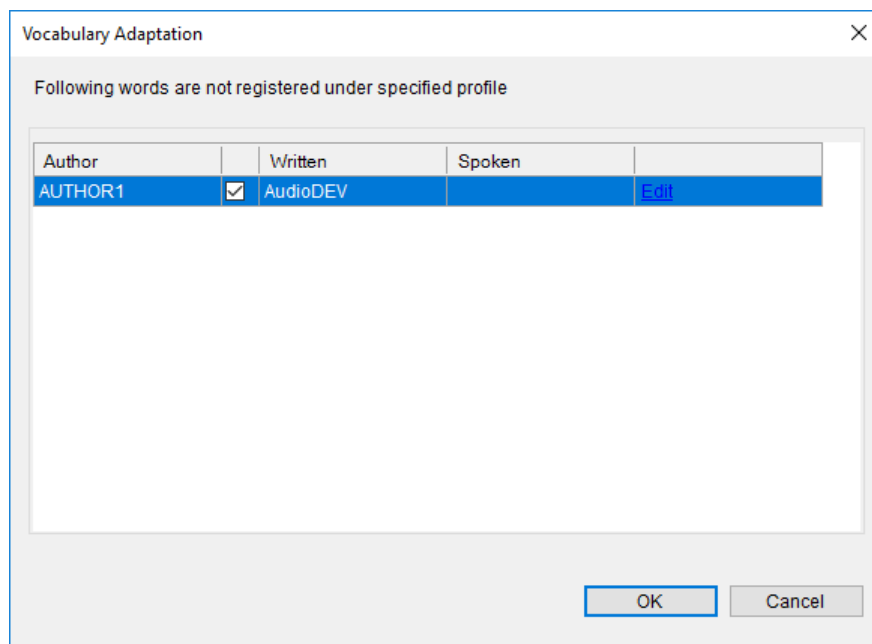 Vocabulary Adaptation
Following words are not registered under specified profile
Author Written Spoken
AUTHOR1 AudioDEV Edit
OK Cancel